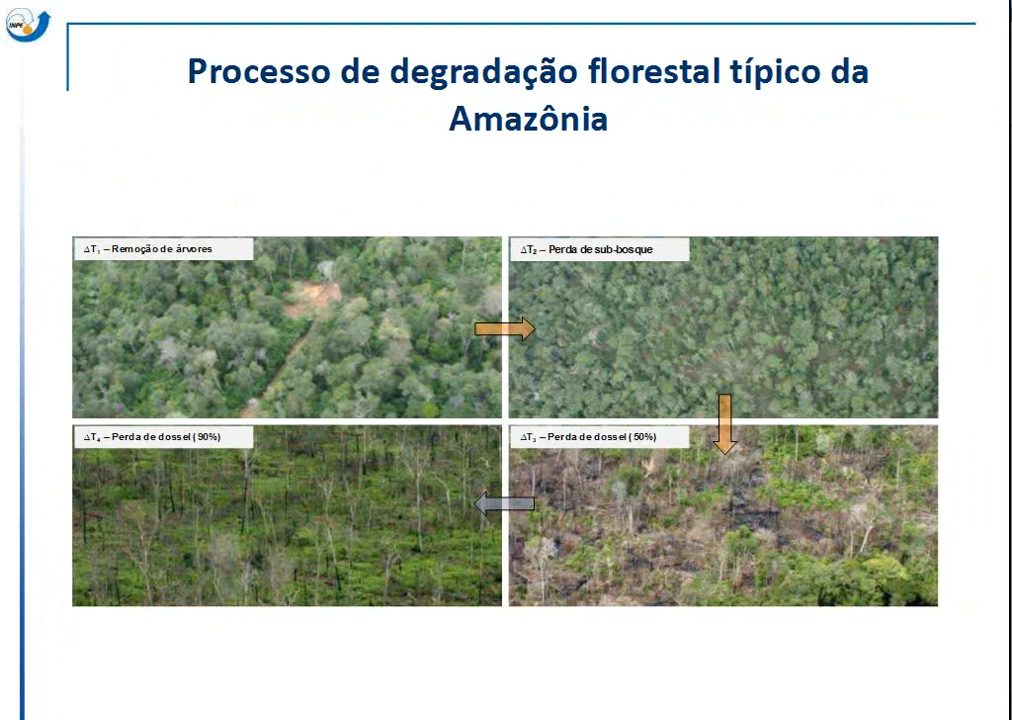 INPE
Processo de degradação florestal típico da
Amazônia
ΔT₁ – Remoção de árvores
ΔT₂ – Perda de sub-bosque
ΔT₄ – Perda de dossel (90%)
ΔT₃ – Perda de dossel (50%)